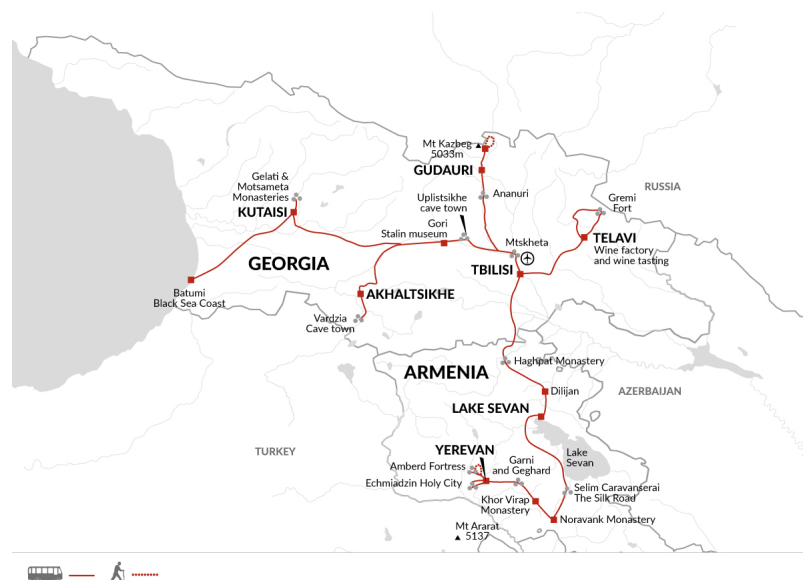 Mt Kazbeg
5033m
GUDAURI
RUSSIA
Gelati &
Motsameta
Monasteries
KUTAISI
Ananuri
Uplistsikhe
cave town
Gremi
Fort
Gori
Stalin museum
Mtskheta
TELAVI
Wine factory
and wine tasting
GEORGIA
TBILISI
Batumi
Black Sea Coast
AKHALTSIKHE
Vardzia
Cave town
Haghpat Monastery
ARMENIA
Dilijan
AZERBAIJAN
LAKE SEVAN
TURKEY
YEREVAN
Lake
Sevan
Garni
and Geghard
Amberd Fortress
Echmiadzin Holy City
Selim Caravanserai
The Silk Road
Khor Virap
Monastery
Noravank Monastery
Mt Ararat
5137